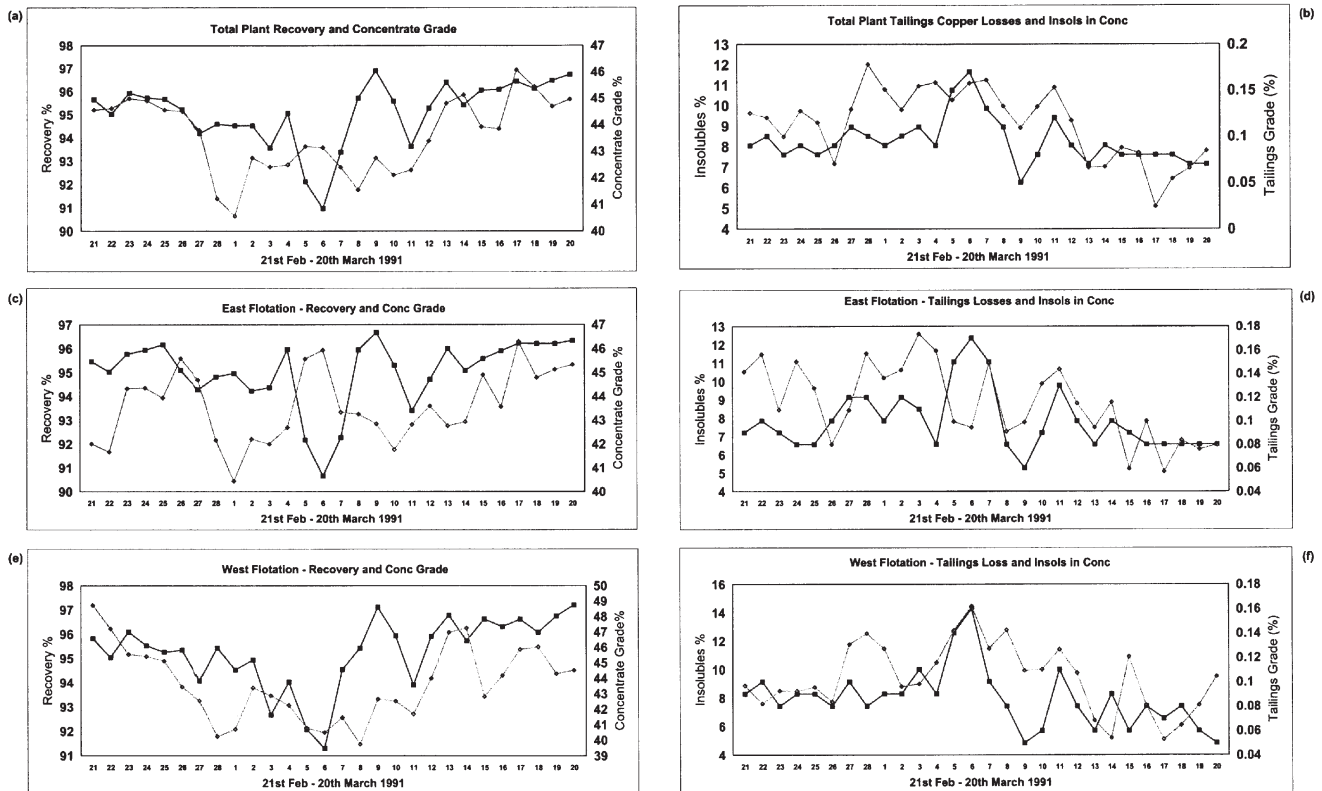 (a)
Total Plant Recovery and Concentrate Grade
98
97
96
95
94
93
92
91
90
Recovery %
47
46
45
44
43
42
41
40
Concentrate Grade %
21 22 23 24 25 26 27 28 1 2 3 4 5 6 7 8 9 10 11 12 13 14 15 16 17 18 19 20
21st Feb - 20th March 1991
(b)
Total Plant Tailings Copper Losses and Insols in Conc
13
12
11
10
9
8
7
6
5
4
Insolubles %
0.2
0.15
0.1
0.05
0
Tailings Grade (%)
21 22 23 24 25 26 27 28 1 2 3 4 5 6 7 8 9 10 11 12 13 14 15 16 17 18 19 20
21st Feb - 20th March 1991
(c)
East Flotation - Recovery and Conc Grade
97
96
95
94
93
92
91
90
Recovery %
47
46
45
44
43
42
41
40
Concentrate Grade %
21 22 23 24 25 26 27 28 1 2 3 4 5 6 7 8 9 10 11 12 13 14 15 16 17 18 19 20
21st Feb - 20th March 1991
(d)
East Flotation - Tailings Losses and Insols in Conc
13
12
11
10
9
8
7
6
5
4
Insolubles %
0.18
0.16
0.14
0.12
0.1
0.08
0.06
0.04
Tailings Grade (%)
21 22 23 24 25 26 27 28 1 2 3 4 5 6 7 8 9 10 11 12 13 14 15 16 17 18 19 20
21st Feb - 20th March 1991
(e)
West Flotation - Recovery and Conc Grade
98
97
96
95
94
93
92
91
Recovery %
50
49
48
47
46
45
44
43
42
41
40
39
Concentrate Grade%
21 22 23 24 25 26 27 28 1 2 3 4 5 6 7 8 9 10 11 12 13 14 15 16 17 18 19 20
21st Feb - 20th March 1991
(f)
West Flotation - Tailings Loss and Insols in Conc
16
14
12
10
8
6
4
Insolubles %
0.18
0.16
0.14
0.12
0.1
0.08
0.06
0.04
Tailings Grade (%)
21 22 23 24 25 26 27 28 1 2 3 4 5 6 7 8 9 10 11 12 13 14 15 16 17 18 19 20
21st Feb - 20th March 1991